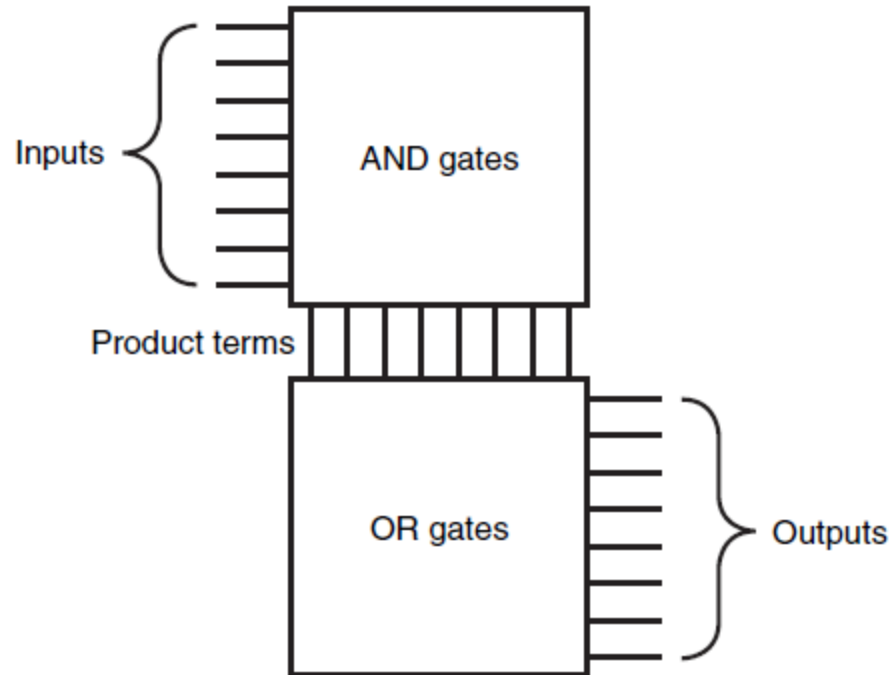 Inputs
AND gates
Product terms
OR gates
Outputs